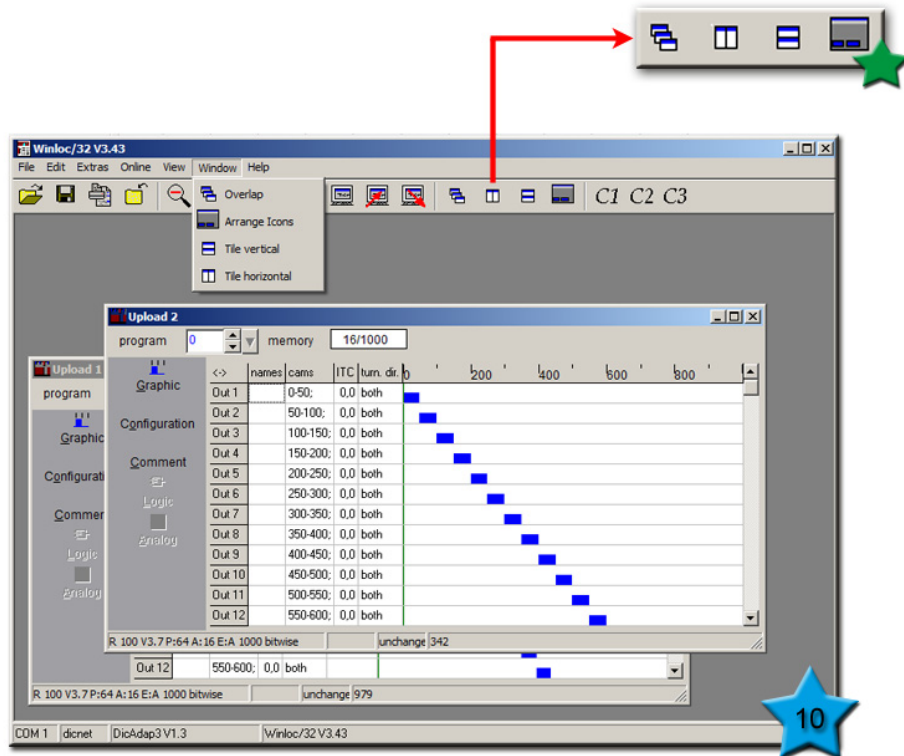 Winloc/32 V3.43
File Edit Extras Online View Window Help
Overlap
Arrange Icons
Tile vertical
Tile horizontal
C1 C2 C3
Upload 2
program 0 memory 16/1000
Graphic
Configuration
Comment
Logic
Analog
<-> names cams ITC turn. dir. 0 ' 200 ' 400 ' 600 ' 800 '
Out 1 0-50; 0,0 both
Out 2 50-100; 0,0 both
Out 3 100-150; 0,0 both
Out 4 150-200; 0,0 both
Out 5 200-250; 0,0 both
Out 6 250-300; 0,0 both
Out 7 300-350; 0,0 both
Out 8 350-400; 0,0 both
Out 9 400-450; 0,0 both
Out 10 450-500; 0,0 both
Out 11 500-550; 0,0 both
Out 12 550-600; 0,0 both
R 100 V3.7 P:64 A:16 E:A 1000 bitwise unchange 342
Upload 1
program
Graphic
Configurati
Commer
Logic
Analog
Out 12 550-600; 0,0 both
R 100 V3.7 P:64 A:16 E:A 1000 bitwise unchange 979
10
COM 1 dicnet DicAdap3 V1.3 Winloc/32 V3.43